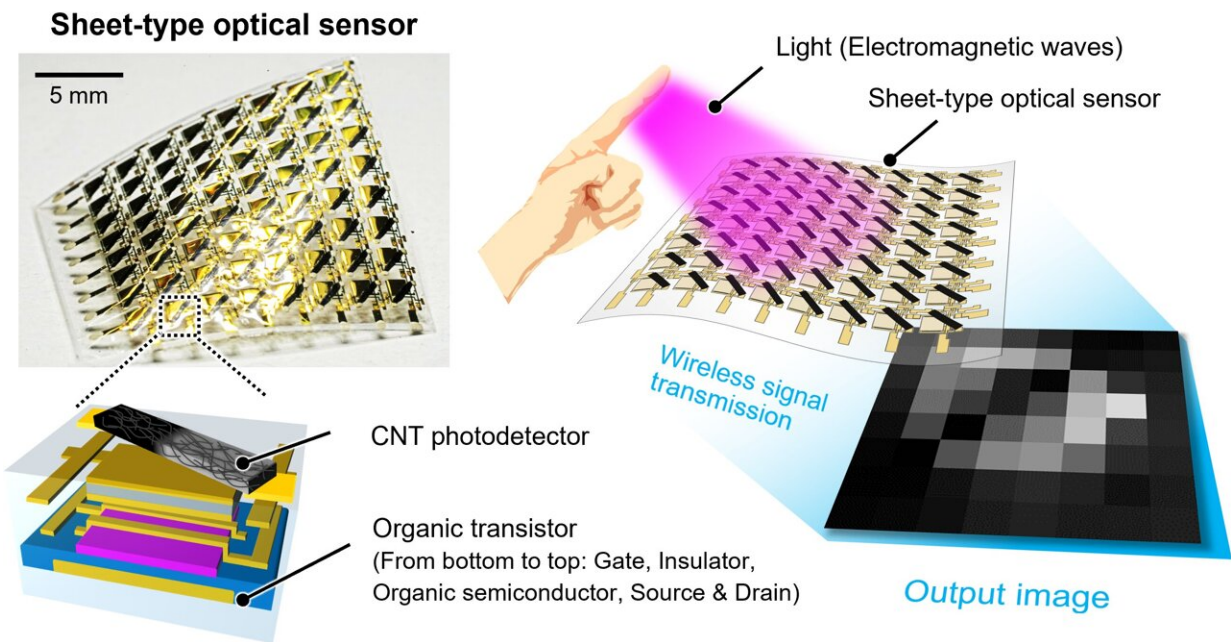 Sheet-type optical sensor
5 mm
Light (Electromagnetic waves)
Sheet-type optical sensor
Wireless signal
transmission
CNT photodetector
Organic transistor
(From bottom to top: Gate, Insulator,
Organic semiconductor, Source & Drain)
Output image